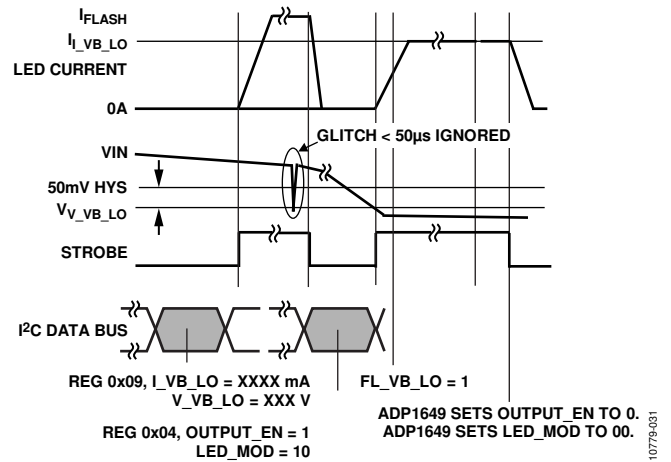 IFLASH
II_VB_LO
LED CURRENT
0A
GLITCH < 50µs IGNORED
VIN
50mV HYS
VV_VB_LO
STROBE
I2C DATA BUS
REG 0x09, I_VB_LO = XXXX mA
V_VB_LO = XXX V
FL_VB_LO = 1
REG 0x04, OUTPUT_EN = 1
LED_MOD = 10
ADP1649 SETS OUTPUT_EN TO 0.
ADP1649 SETS LED_MOD TO 00.
10779-031